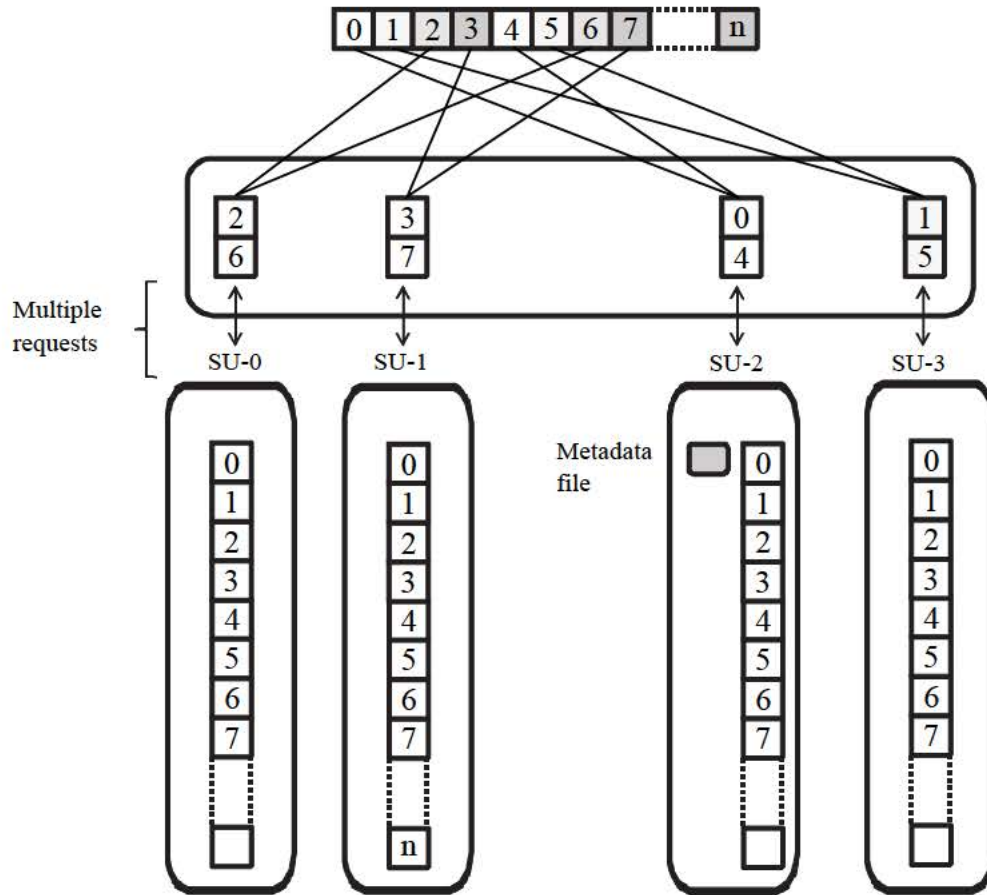 0 1 2 3 4 5 6 7 n
2 3 0 1
6 7 4 5
Multiple
requests
SU-0 SU-1 SU-2 SU-3
Metadada
file
0 0 0 0
1 1 1 1
2 2 2 2
3 3 3 3
4 4 4 4
5 5 5 5
6 6 6 6
7 7 7 7
n